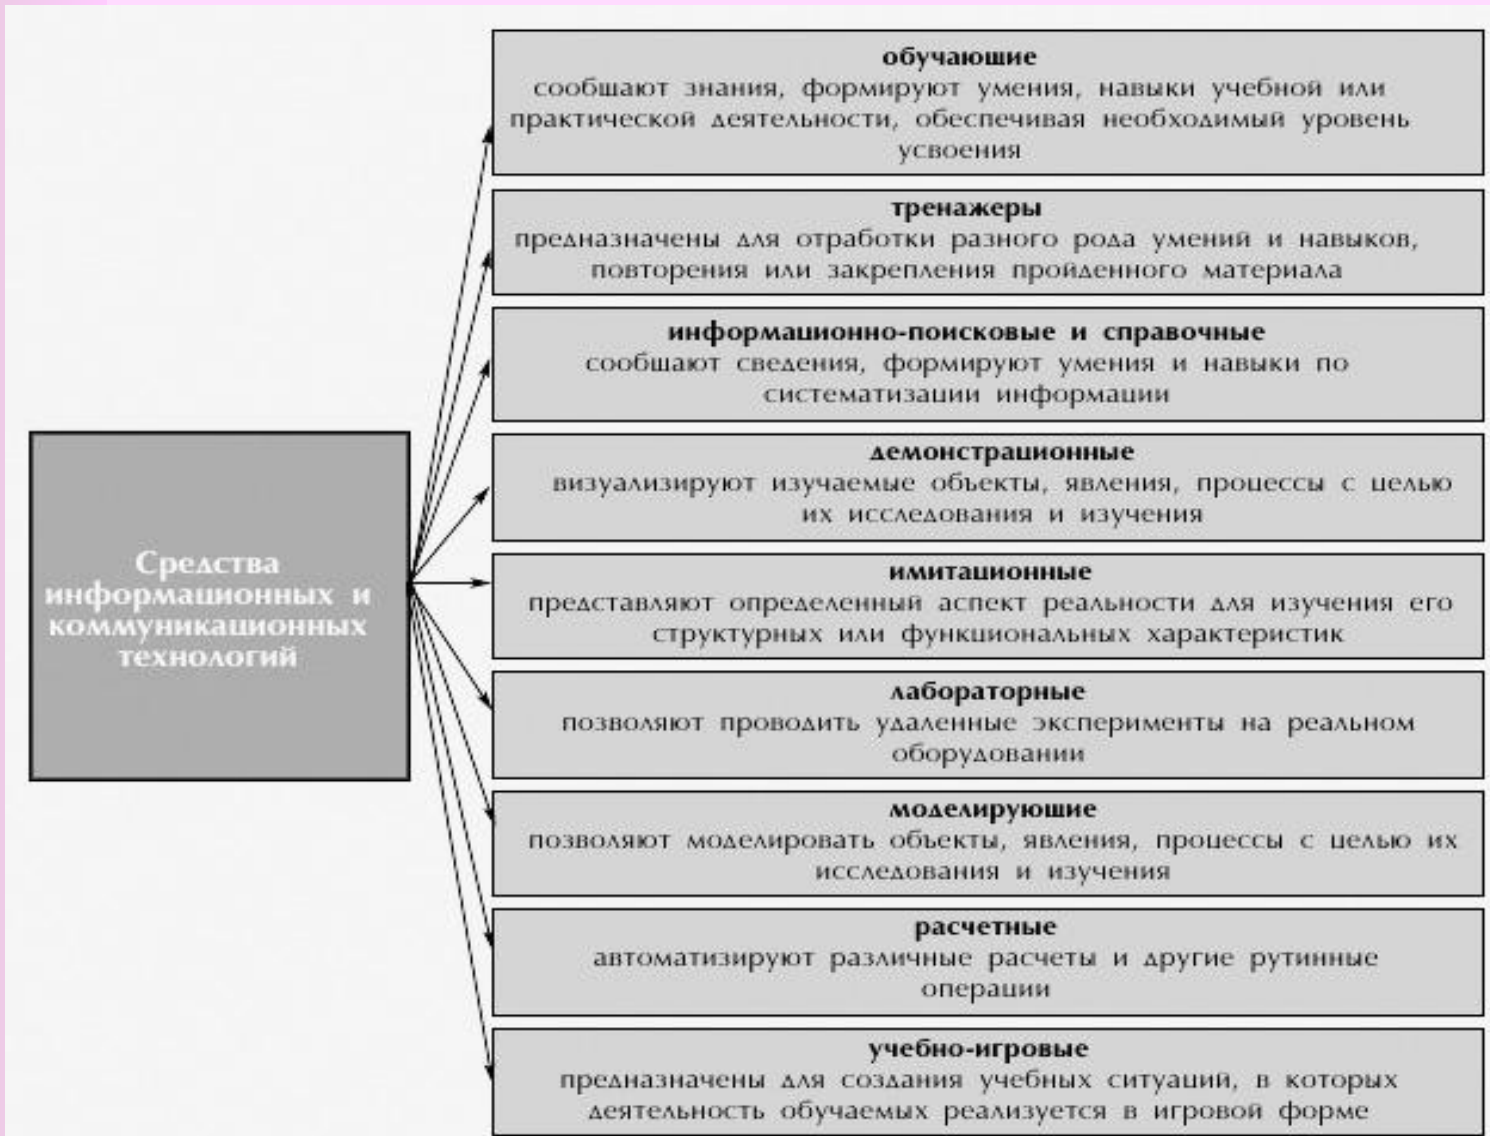 обучающие
сообщают знания, формируют умения, навыки учебной или
практической деятельности, обеспечивая необходимый уровень
усвоения
тренажеры
предназначены для отработки разного рода умений и навыков,
повторения или закрепления пройденного материала
информационно-поисковые и справочные
сообщают сведения, формируют умения и навыки по
систематизации информации
демонстрационные
визуализируют изучаемые объекты, явления, процессы с целью
их исследования и изучения
Средства
информационных и
коммуникационных
технологий
имитационные
представляют определенный аспект реальности для изучения его
структурных или функциональных характеристик
лабораторные
позволяют проводить удаленные эксперименты на реальном
оборудовании
моделирующие
позволяют моделировать объекты, явления, процессы с целью их
исследования и изучения
расчетные
автоматизируют различные расчеты и другие рутинные
операции
учебно-игровые
предназначены для создания учебных ситуаций, в которых
деятельность обучаемых реализуется в игровой форме